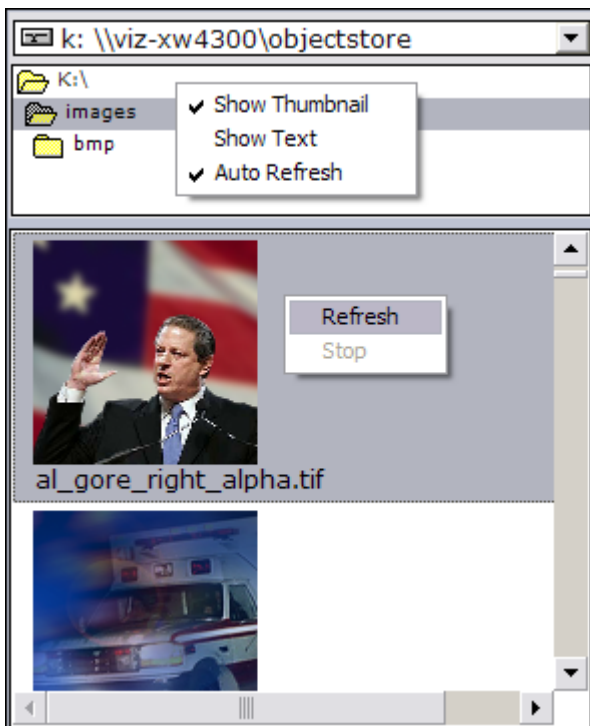 k: \\viz-xw4300\objectstore
K:\
images
bmp
Show Thumbnail
Show Text
Auto Refresh
Refresh
Stop
al_gore_right_alpha.tif